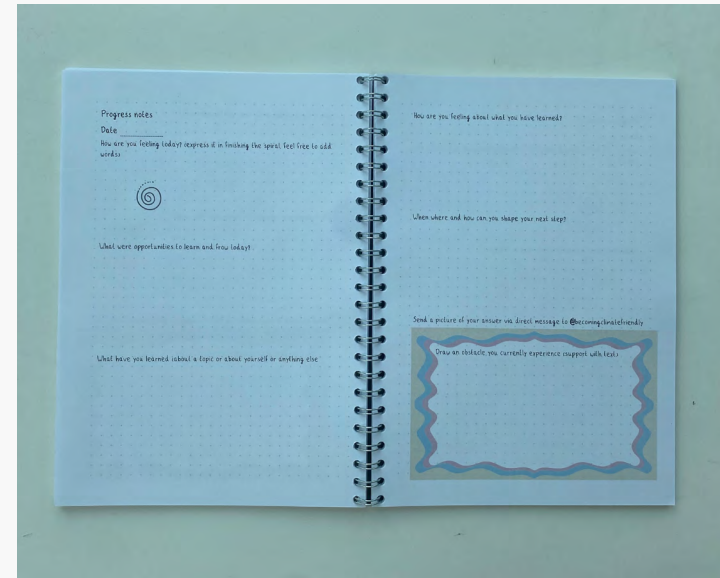 Progress notes
Date
How are you feeling today? (express it in finishing the spiral feel free to add
words)
What were opportunities to learn and frow today?
What have you learned (about a topic or about yourself or anything else
How are you feeling about what you have learned?
When where and how can you shape your next step?
Send a picture of your answer via direct message to @becomingclimatefriendly
Draw an obstacle you currently experience (support with text)